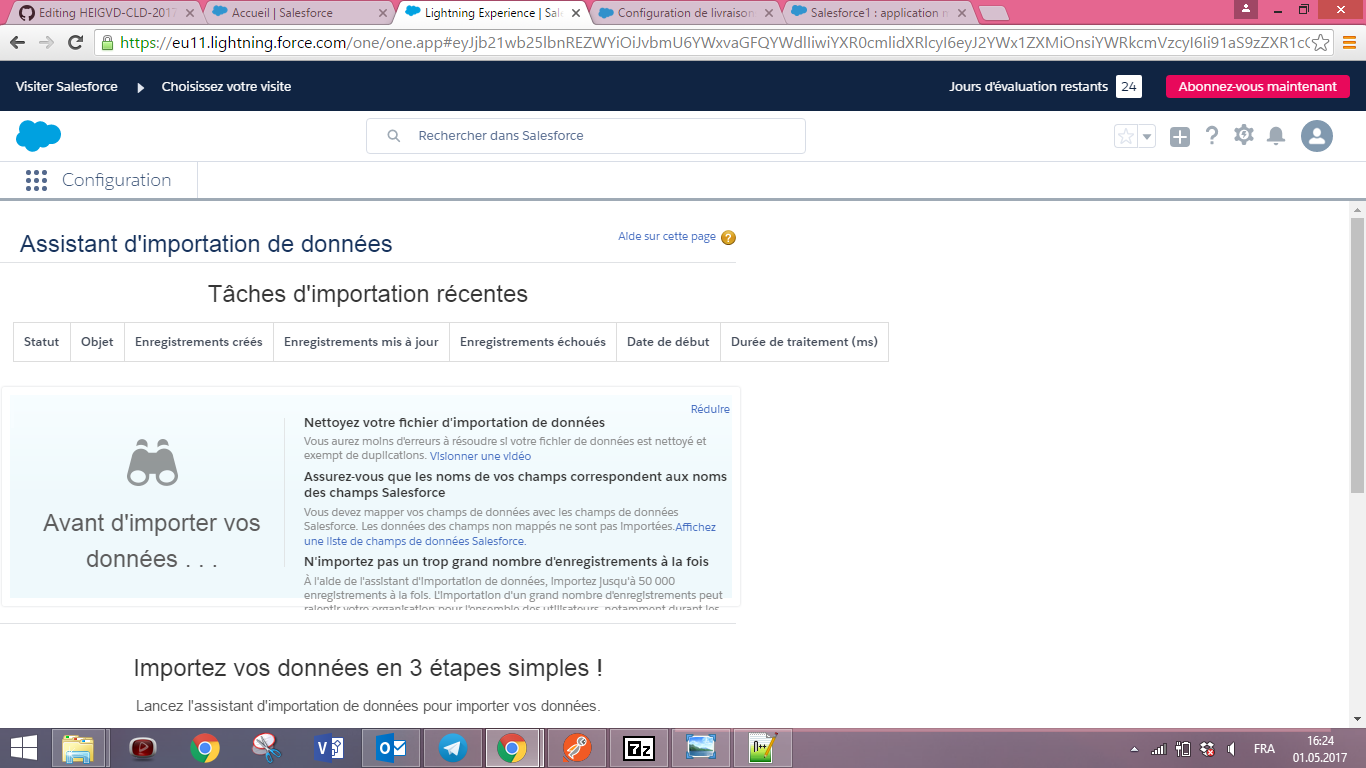 Editing HEIGVD-CLD-2017
Accueil | Salesforce
Lightning Experience | Sal
Configuration de livraison
Salesforce1 : application m
https://eu11.lightning.force.com/one/one.app#
Visiter Salesforce
Choisissez votre visite
Jours d'évaluation restants 24
Abonnez-vous maintenant
Rechercher dans Salesforce
Configuration
Assistant d'importation de données
Aide sur cette page ?
Tâches d'importation récentes
Statut Objet Enregistrements créés Enregistrements mis à jour Enregistrements échoués Date de début Durée de traitement (ms)
Réduire
Avant d'importer vos
données . . .
Nettoyez votre fichier d'importation de données
Vous aurez moins d'erreurs à résoudre si votre fichier de données est nettoyé et
exempt de duplications. Visionner une vidéo
Assurez-vous que les noms de vos champs correspondent aux noms
des champs Salesforce
Vous devez mapper vos champs de données avec les champs de données
Salesforce. Les données des champs non mappés ne sont pas importées.Affichez
une liste de champs de données Salesforce.
N'importez pas un trop grand nombre d'enregistrements à la fois
À l'aide de l'assistant d'importation de données, importez jusqu'à 50 000
enregistrements à la fois. L'importation d'un grand nombre d'enregistrements peut
ralentir votre organisation pour l'ensemble des utilisateurs, notamment durant les
Importez vos données en 3 étapes simples !
Lancez l'assistant d'importation de données pour importer vos données.
FRA
16:24
01.05.2017